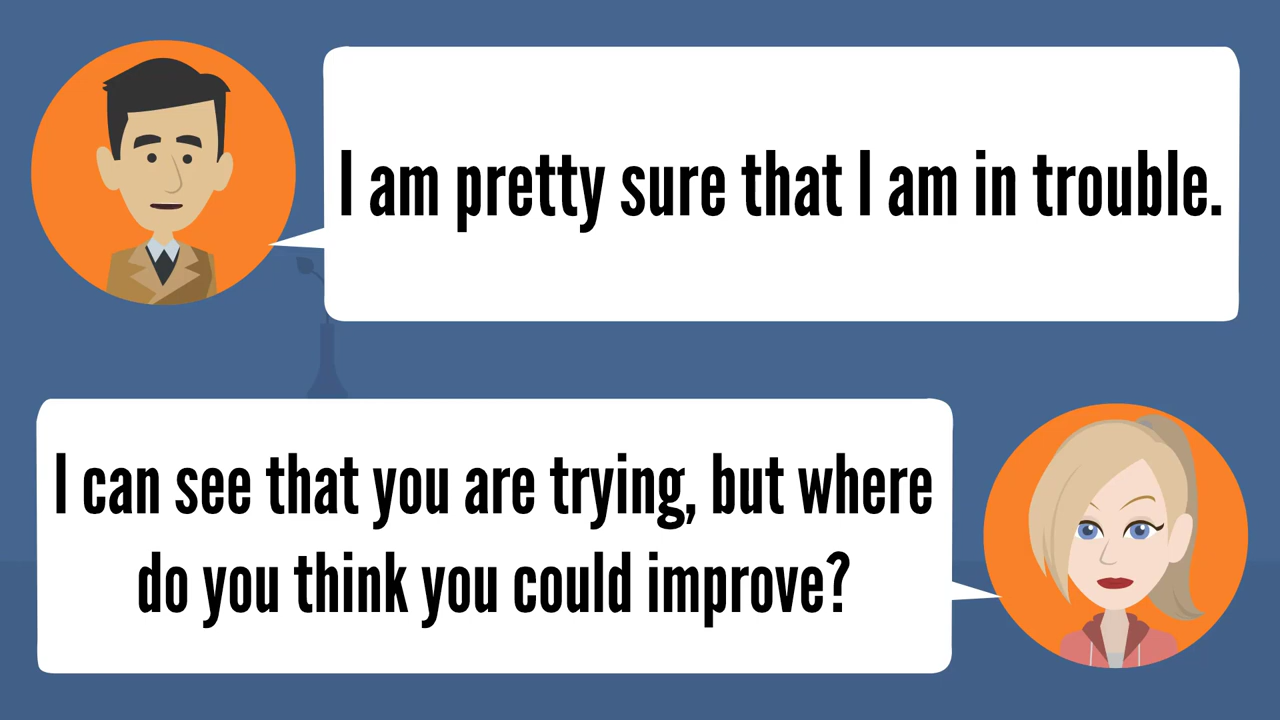 I am pretty sure that I am in trouble.
I can see that you are trying, but where
do you think you could improve?